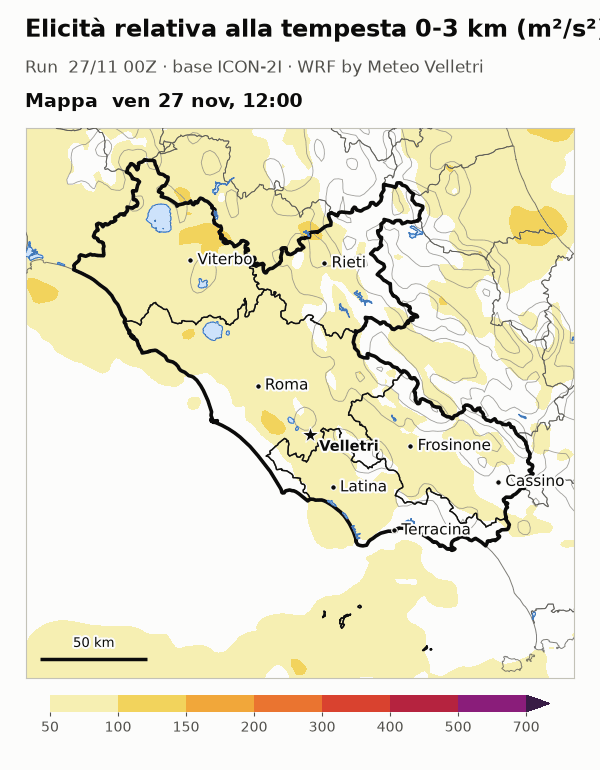 Elicità relativa alla tempesta 0-3 km (m²/s²)
Run 27/11 00Z · base ICON-2I · WRF by Meteo Velletri
Mappa ven 27 nov, 12:00
Viterbo
Rieti
Roma
Velletri
Frosinone
Latina
Cassino
Terracina
50 km
50 100 150 200 300 400 500 700